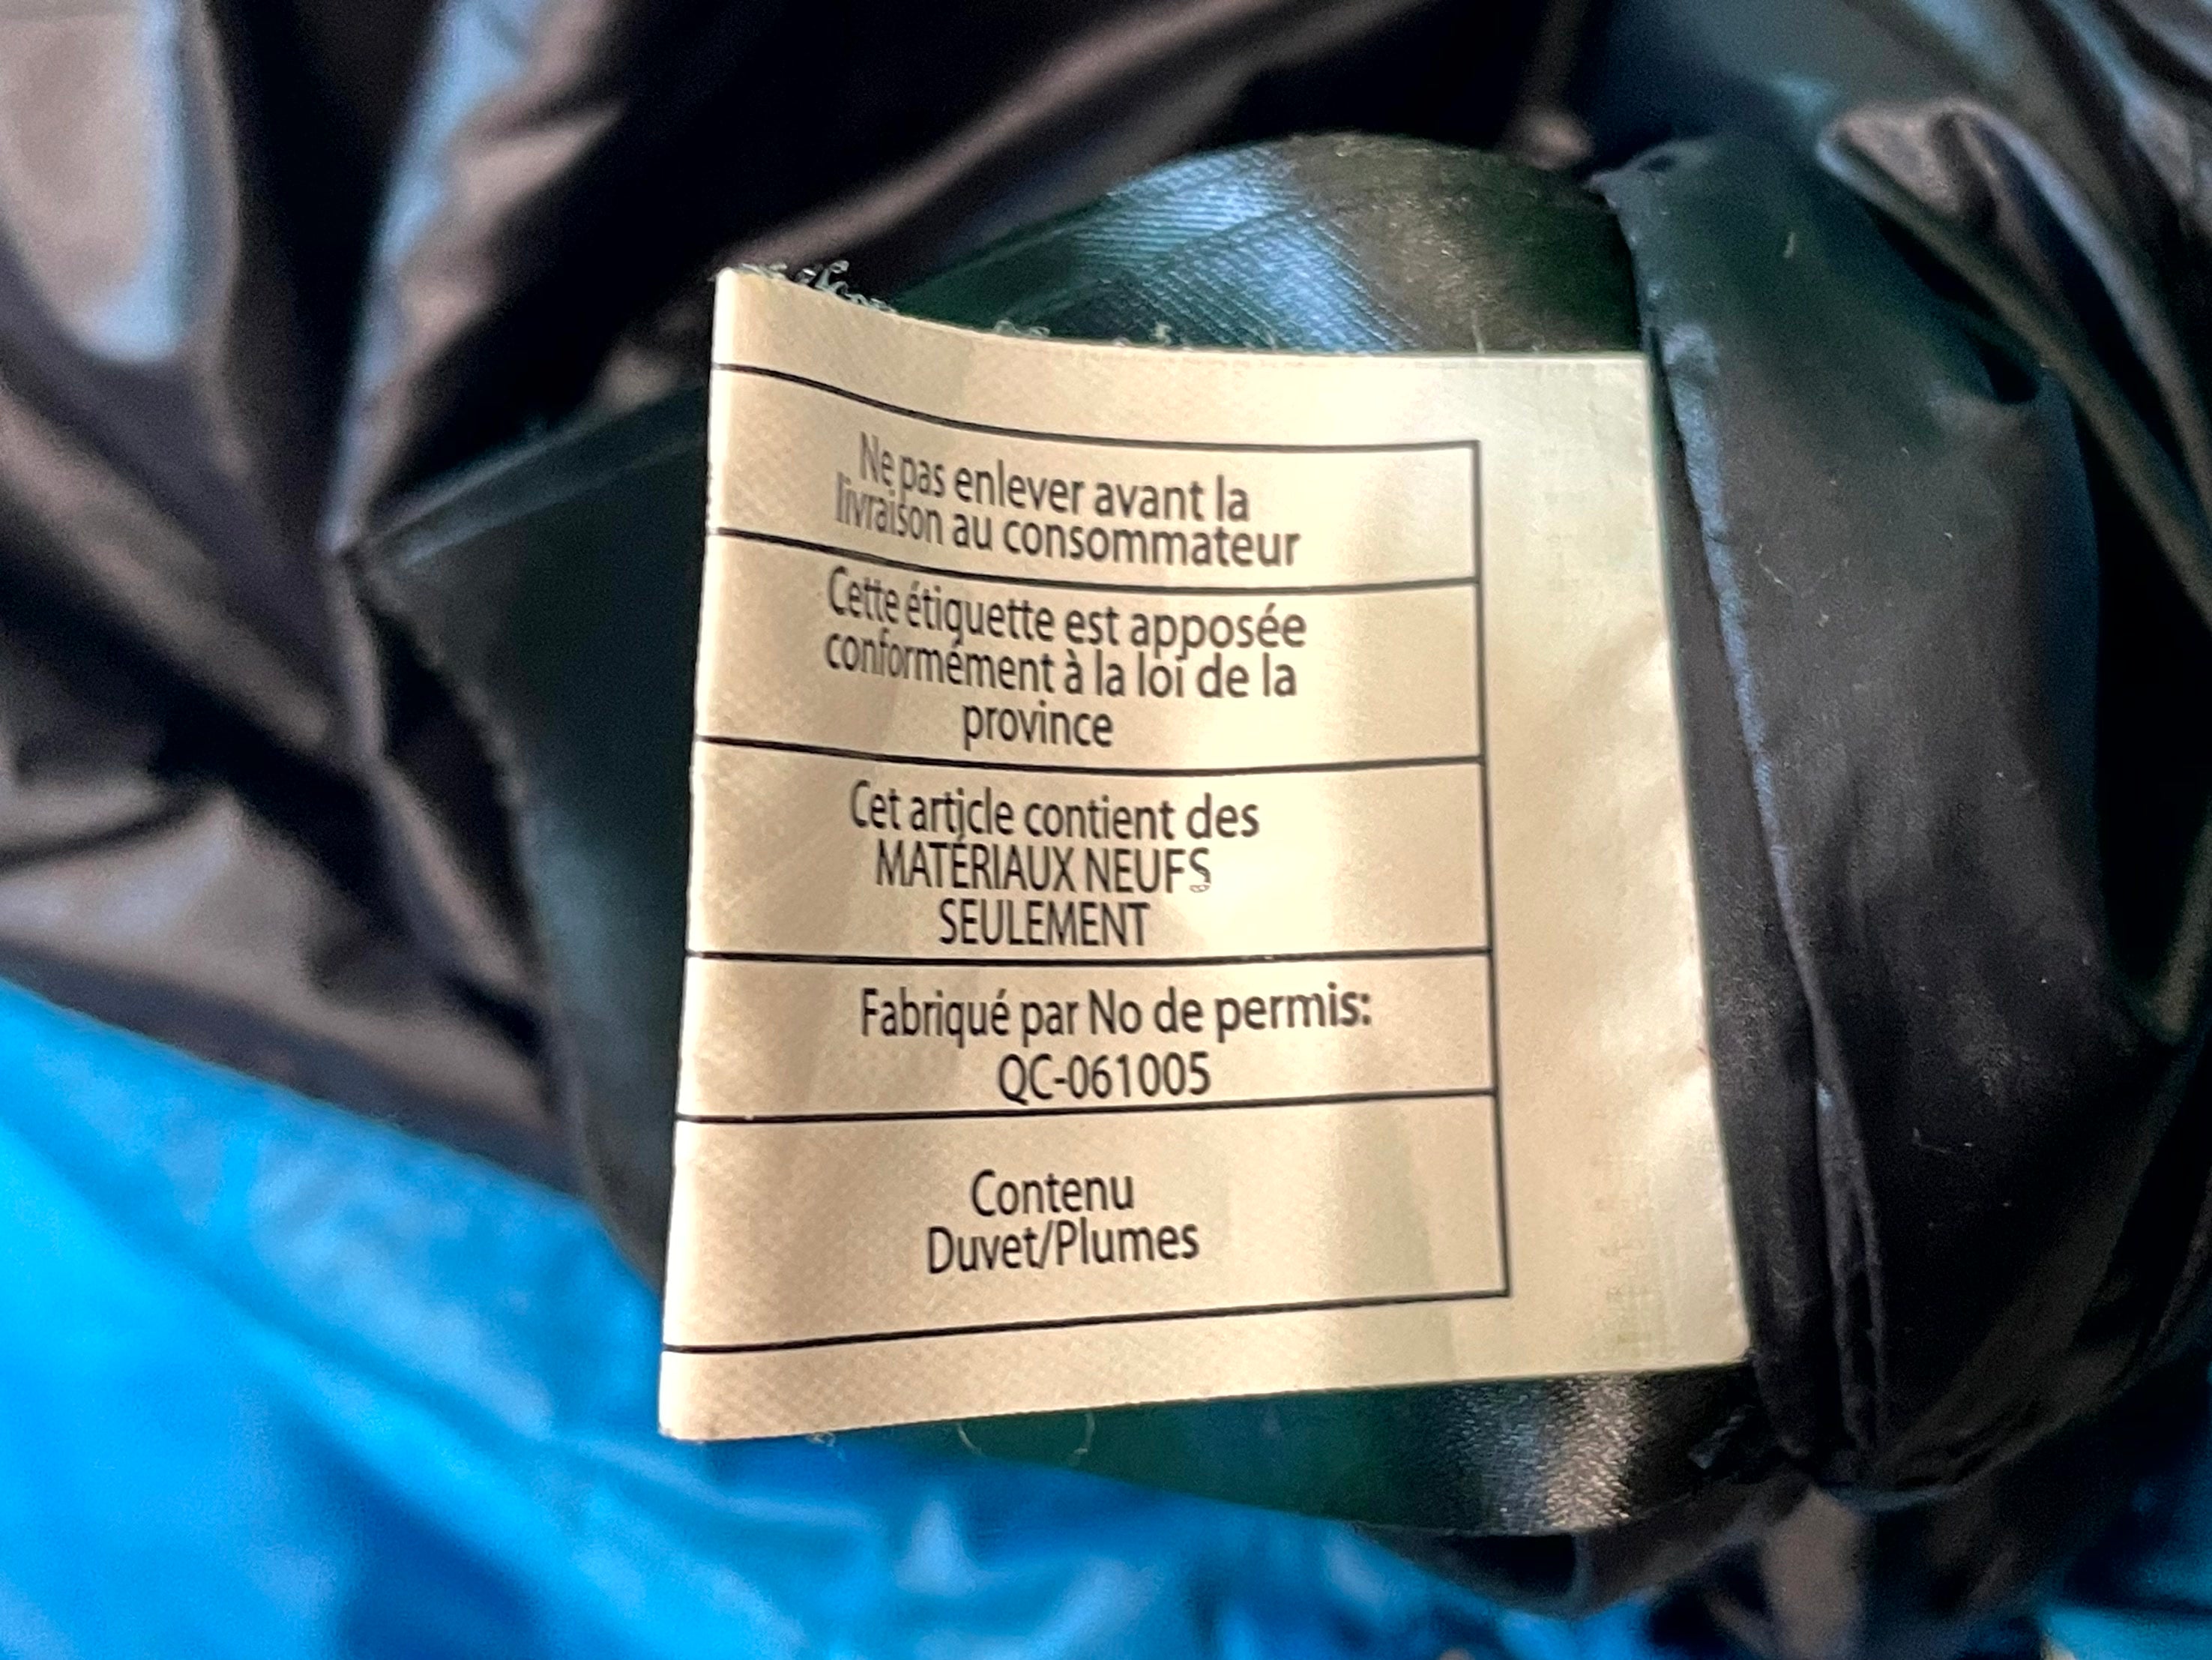 Ne pas enlever avant la
livraison au consommateur
Cette étiquette est apposée
conformément à la loi de la
province
Cet article contient des
MATÉRIAUX NEUFS
SEULEMENT
Fabriqué par No de permis:
QC-061005
Contenu
Duvet/Plumes